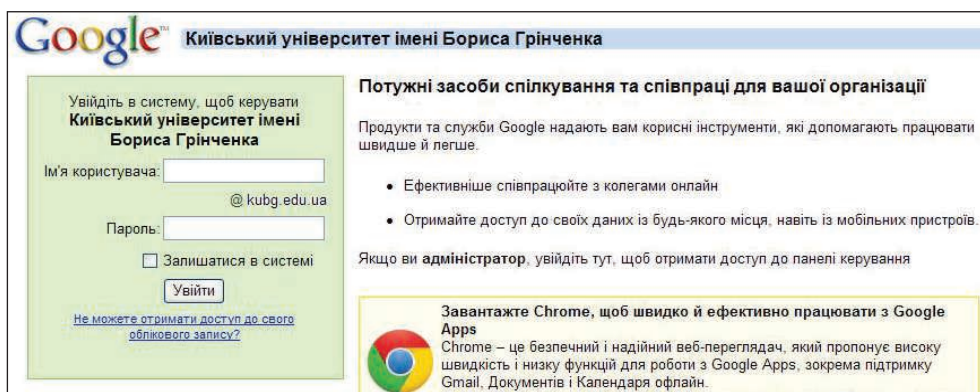 Google™ Київський університет імені Бориса Грінченка
Увійдіть в систему, щоб керувати
Київський університет імені
Бориса Грінченка
Ім'я користувача:
@ kubg.edu.ua
Пароль:
Залишатися в системі
Увійти
Не можете отримати доступ до свого
облікового запису?
Потужні засоби спілкування та співпраці для вашої організації
Продукти та служби Google надають вам корисні інструменти, які допомагають працювати
швидше й легше.
• Ефективніше співпрацюйте з колегами онлайн
• Отримайте доступ до своїх даних із будь-якого місця, навіть із мобільних пристроїв.
Якщо ви адміністратор, увійдіть тут, щоб отримати доступ до панелі керування
Завантажте Chrome, щоб швидко й ефективно працювати з Google
Apps
Chrome – це безпечний і надійний веб-переглядач, який пропонує високу
швидкість і низку функцій для роботи з Google Apps, зокрема підтримку
Gmail, Документів і Календаря офлайн.